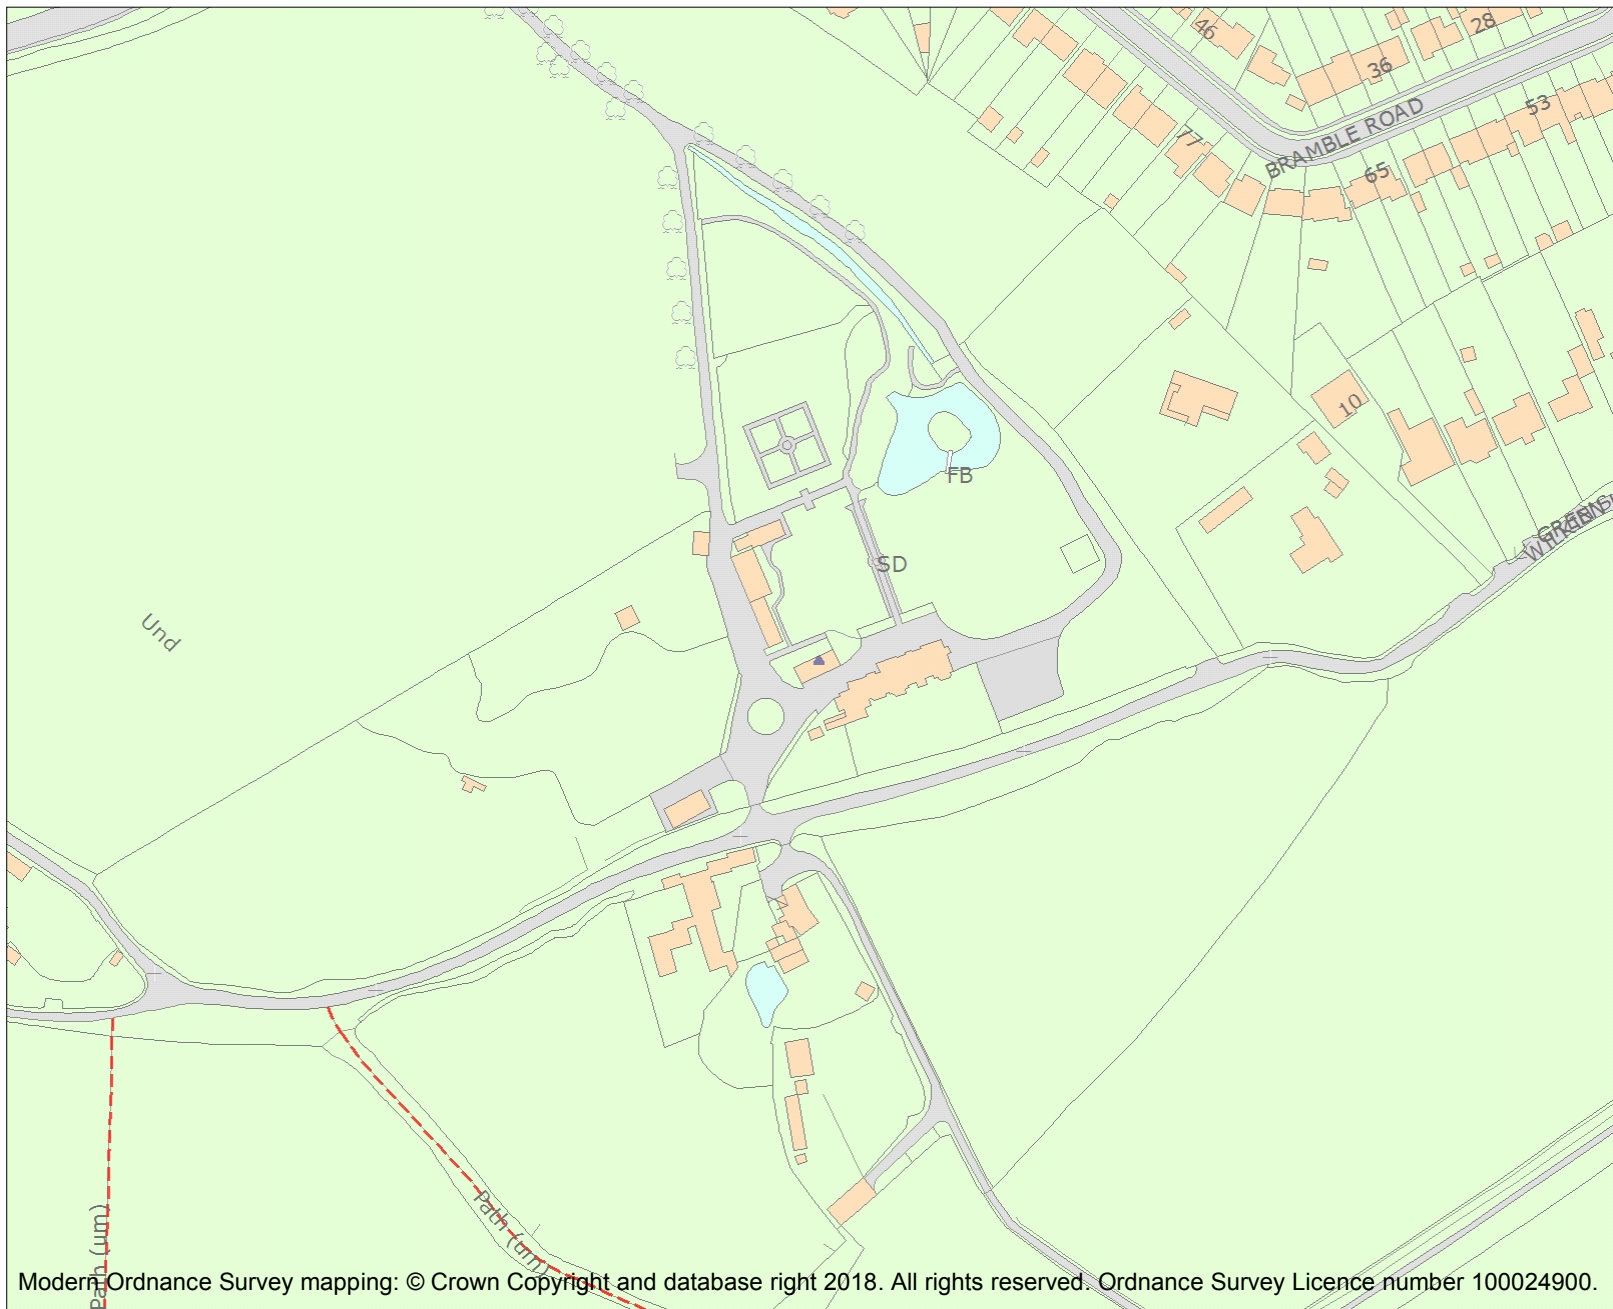 46
28
36
BRAMBLE ROAD
53
77
65
10
FB
SD
GREEN
Und
Path (um)
Path (um)
Modern Ordnance Survey mapping: © Crown Copyright and database right 2018. All rights reserved. Ordnance Survey Licence number 100024900.